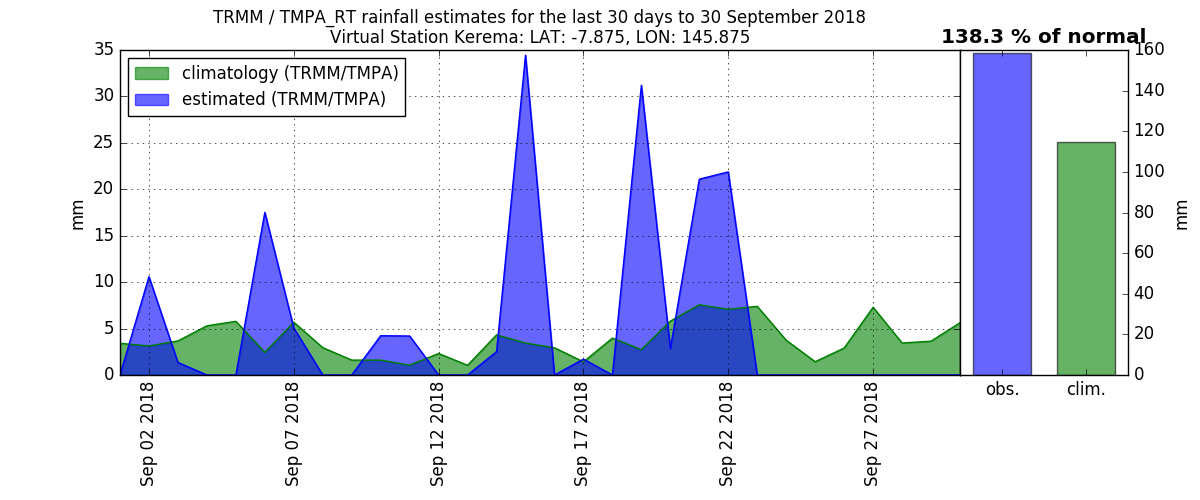 TRMM / TMPA_RT rainfall estimates for the last 30 days to 30 September 2018
Virtual Station Kerema: LAT: -7.875, LON: 145.875
138.3 % of normal
climatology (TRMM/TMPA)
estimated (TRMM/TMPA)
35
30
25
20
15
10
5
0
mm
Sep 02 2018
Sep 07 2018
Sep 12 2018
Sep 17 2018
Sep 22 2018
Sep 27 2018
160
140
120
100
80
60
40
20
0
mm
obs.
clim.